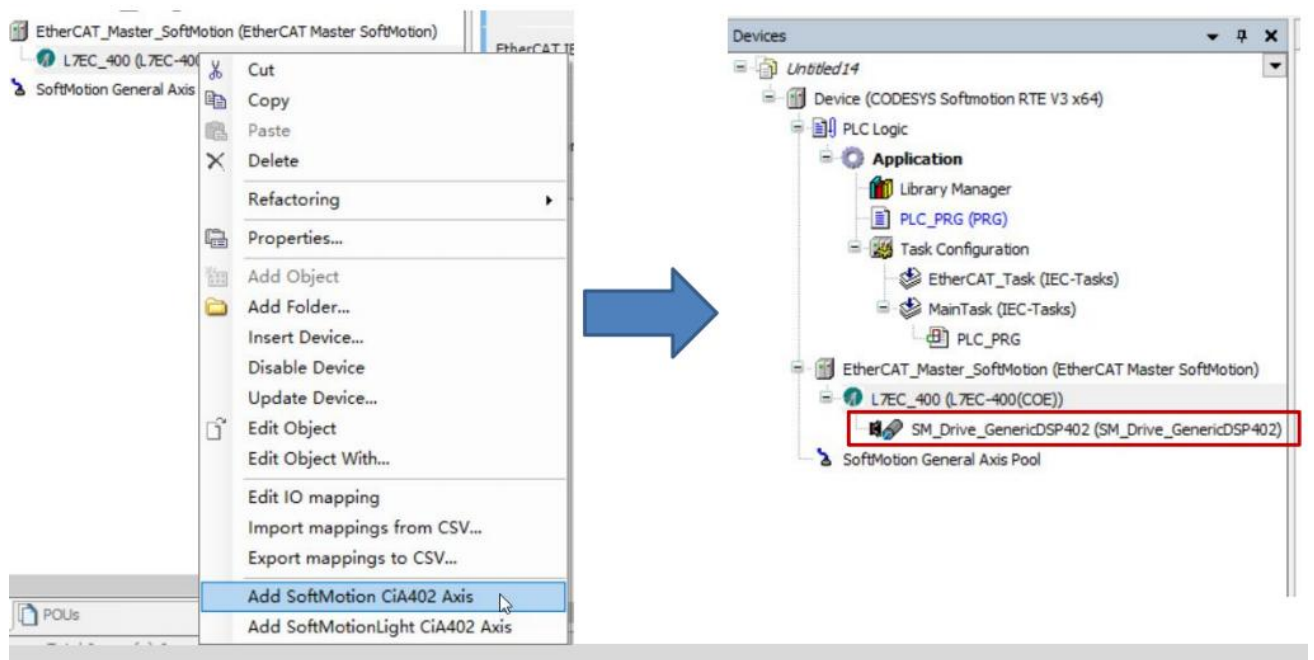 EtherCAT_Master_SoftMotion (EtherCAT Master SoftMotion)
L7EC_400 (L7EC-400
SoftMotion General Axis
EtherCAT
Cut
Copy
Paste
Delete
Refactoring
Properties...
Add Object
Add Folder...
Insert Device...
Disable Device
Update Device...
Edit Object
Edit Object With...
Edit IO mapping
Import mappings from CSV...
Export mappings to CSV...
Add SoftMotion CiA402 Axis
Add SoftMotionLight CiA402 Axis
POUs
Devices
Untitled14
Device (CODESYS Softmotion RTE V3 x64)
PLC Logic
Application
Library Manager
PLC_PRG (PRG)
Task Configuration
EtherCAT_Task (IEC-Tasks)
MainTask (IEC-Tasks)
PLC_PRG
EtherCAT_Master_SoftMotion (EtherCAT Master SoftMotion)
L7EC_400 (L7EC-400(COE))
SM_Drive_GenericDSP402 (SM_Drive_GenericDSP402)
SoftMotion General Axis Pool